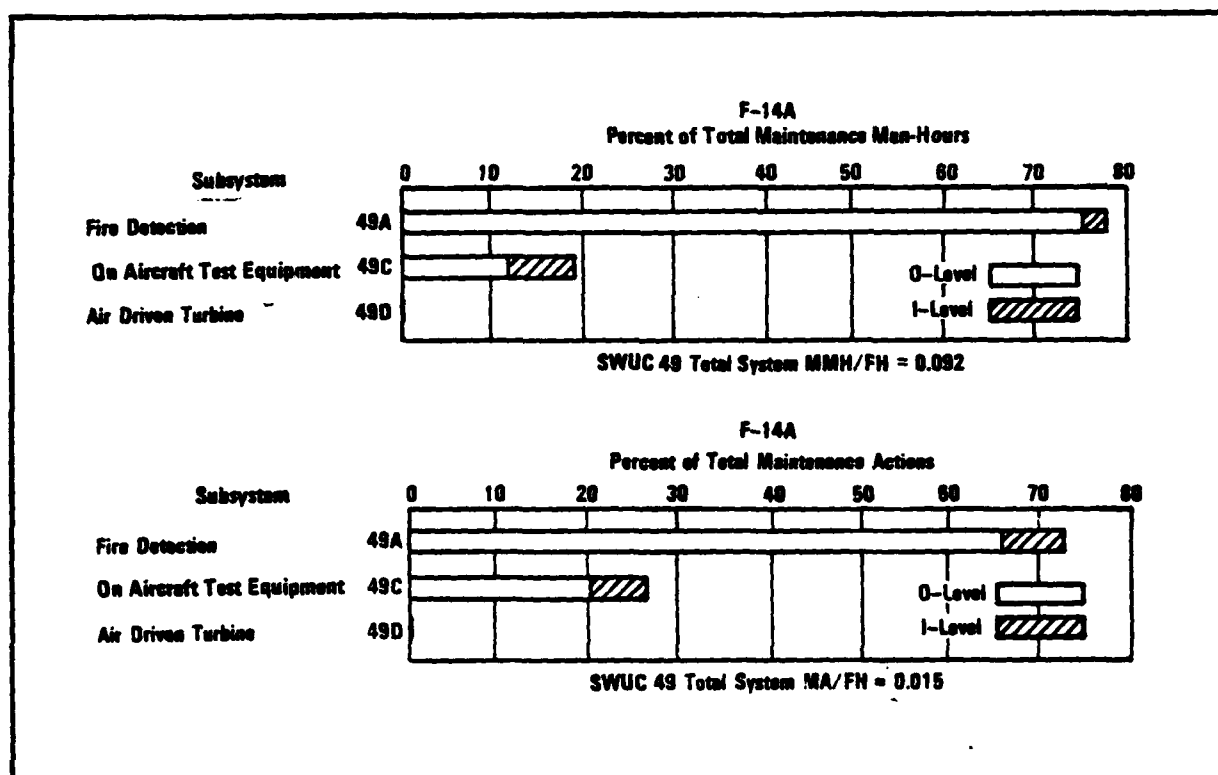 F-14A
Percent of Total Maintenance Man-Hours
Subsystem 0 10 20 30 40 50 60 70 80
Fire Detection 49A
On Aircraft Test Equipment 49C O-Level
Air Driven Turbine 49D I-Level
SWUC 49 Total System MMH/FH = 0.092
F-14A
Percent of Total Maintenance Actions
Subsystem 0 10 20 30 40 50 60 70 80
Fire Detection 49A
On Aircraft Test Equipment 49C O-Level
Air Driven Turbine 49D I-Level
SWUC 49 Total System MA/FH = 0.015